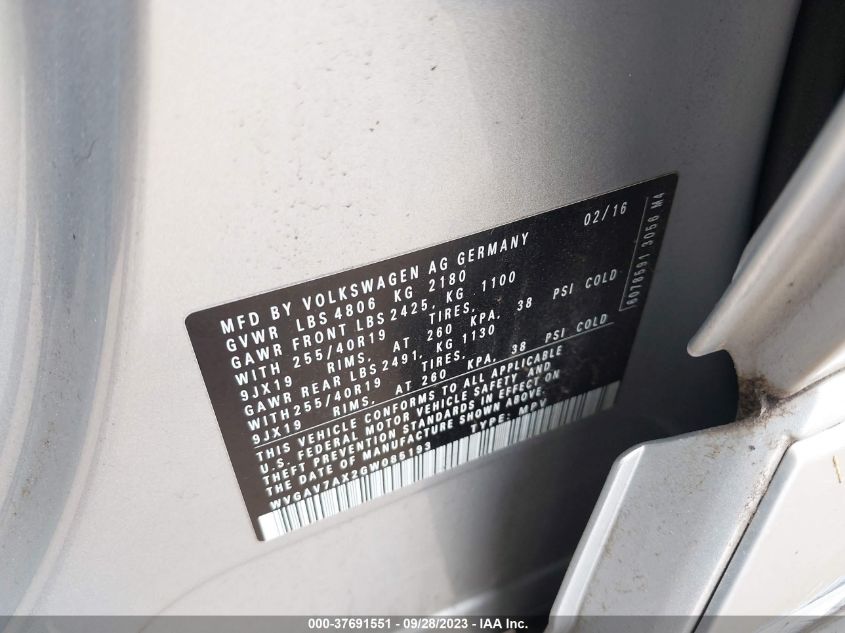 MFD BY VOLKSWAGEN AG GERMANY 02/16
GVWR LBS 4806 KG 2180
GAWR FRONT LBS 2425, KG 1100
WITH 255/40R19 TIRES,
9JX19 RIMS, AT 260 KPA, 38 PSI COLD
GAWR REAR LBS 2491, KG 1130
WITH 255/40R19 TIRES,
9JX19 RIMS, AT 260 KPA, 38 PSI COLD
THIS VEHICLE CONFORMS TO ALL APPLICABLE
U.S. FEDERAL MOTOR VEHICLE SAFETY AND
THEFT PREVENTION STANDARDS IN EFFECT ON
THE DATE OF MANUFACTURE SHOWN ABOVE.
WVGAV7AX2GW085193 TYPE: MPV
6078591 3056 M4
000-37691551 - 09/28/2023 - IAA Inc.